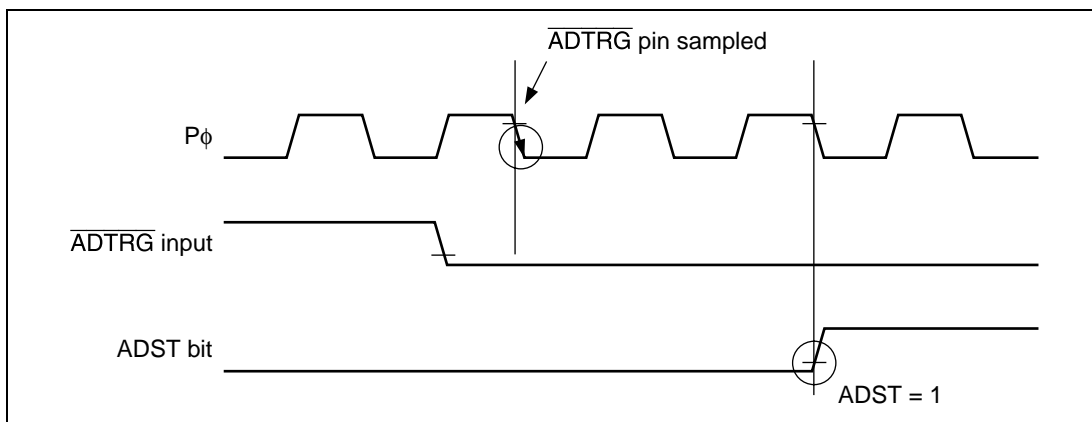 ADTRG pin sampled
Pϕ
ADTRG input
ADST bit
ADST = 1